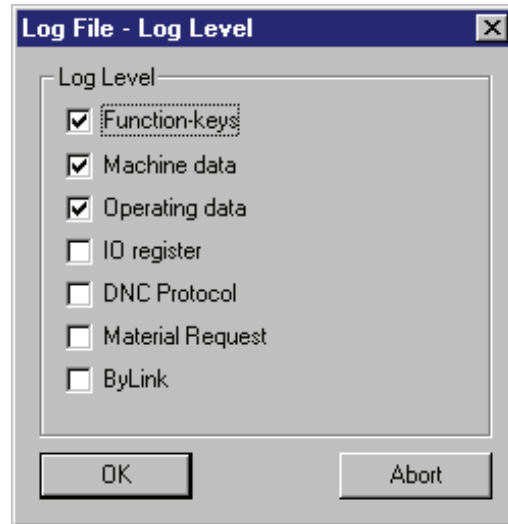 Log File - Log Level
Log Level
Function-keys
Machine data
Operating data
IO register
DNC Protocol
Material Request
ByLink
OK
Abort